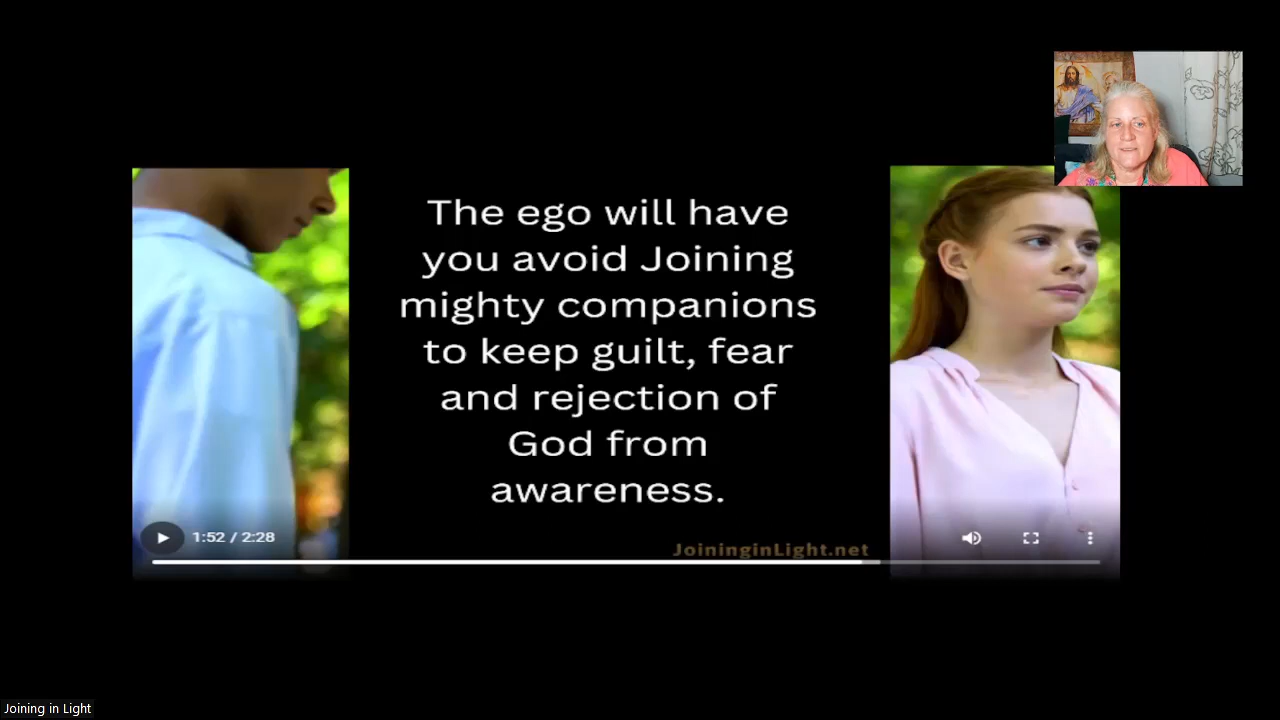 The ego will have
you avoid Joining
mighty companions
to keep guilt, fear
and rejection of
God from
awareness.
1:52 / 2:28
JoininginLight.net
Joining in Light